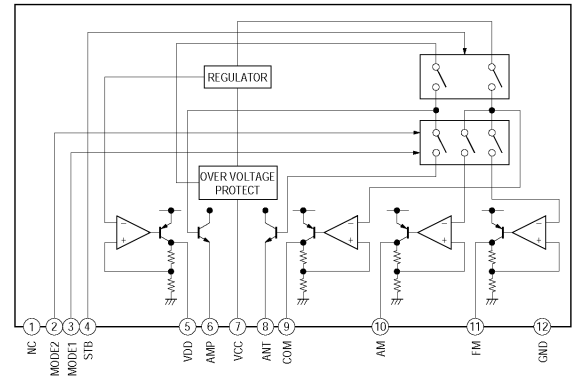 REGULATOR
OVER VOLTAGE
PROTECT
− + − + − + − +
1 2 3 4 5 6 7 8 9 10 11 12
NC MODE2 MODE1 STB VDD AMP VCC ANT COM AM FM GND